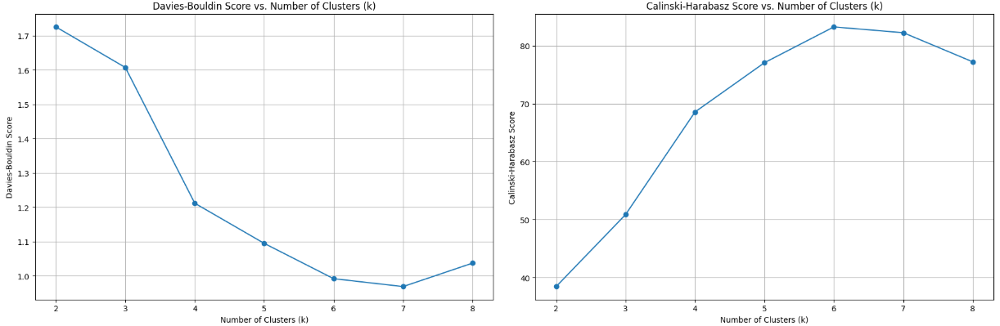 Davies-Bouldin Score vs. Number of Clusters (k)
1.7
1.6
1.5
1.4
1.3
1.2
1.1
1.0
Davies-Bouldin Score
2 3 4 5 6 7 8
Number of Clusters (k)
Calinski-Harabasz Score vs. Number of Clusters (k)
80
70
60
50
40
Calinski-Harabasz Score
2 3 4 5 6 7 8
Number of Clusters (k)